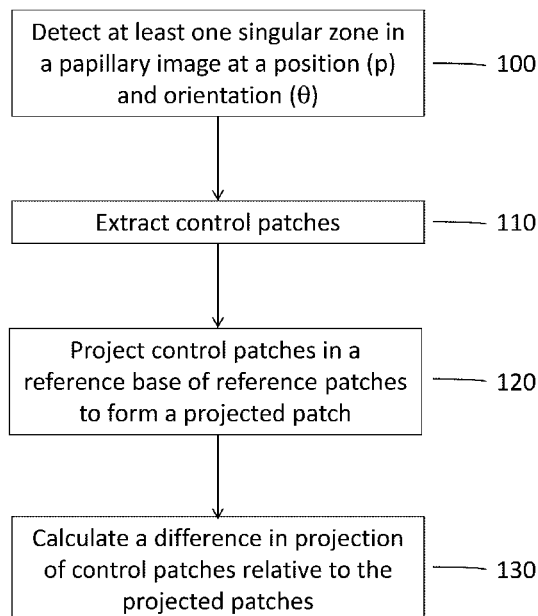 Detect at least one singular zone in
a papillary image at a position (p)
and orientation (θ)
100
Extract control patches
110
Project control patches in a
reference base of reference patches
to form a projected patch
120
Calculate a difference in projection
of control patches relative to the
projected patches
130